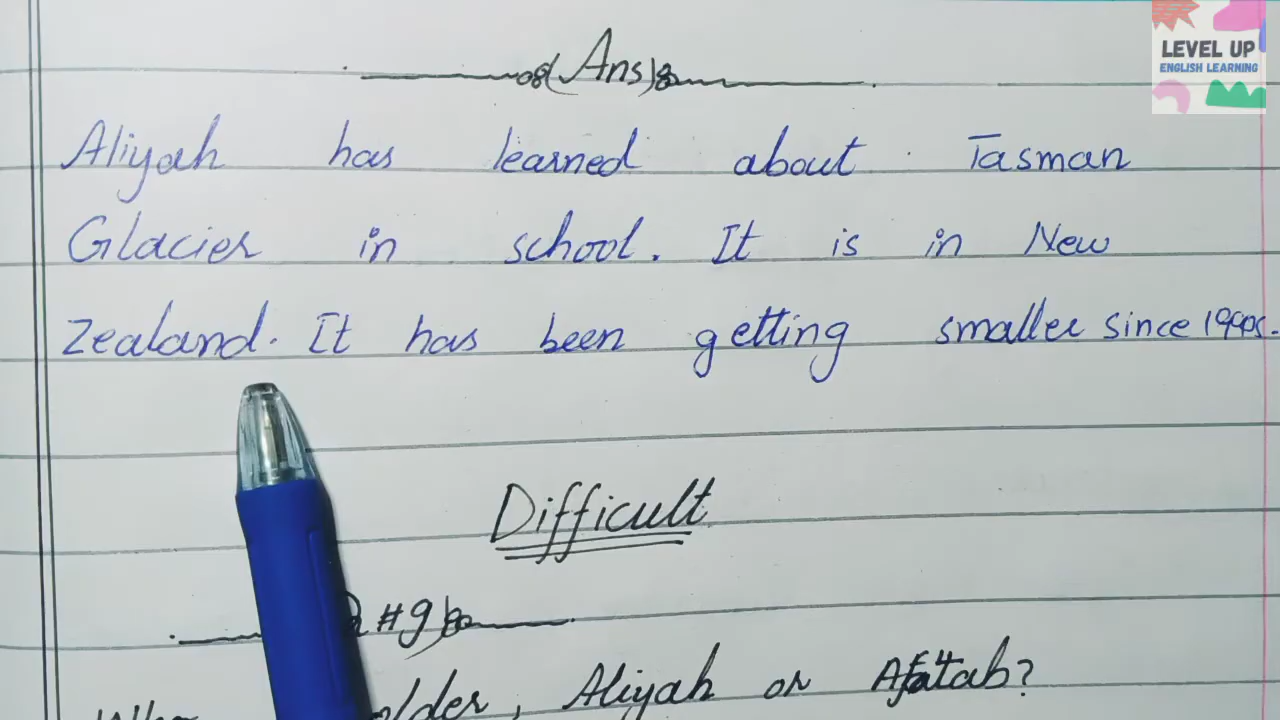 LEVEL UP
ENGLISH LEARNING
(Ans)
Aliyah has learned about Tasman
Glacier in school. It is in New
Zealand. It has been getting smaller since 1990s.
Difficult
#9)
older, Aliyah or Aftab?